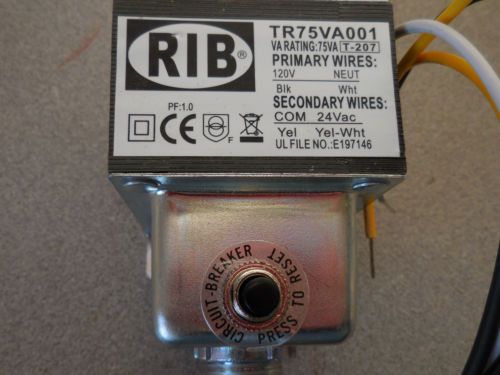 RIB®
TR75VA001
VA RATING:75VA T-207
PRIMARY WIRES:
120V NEUT
Blk Wht
SECONDARY WIRES:
COM 24Vac
Yel Yel-Wht
UL FILE NO.:E197146
PF:1.0
CE
F
CIRCUIT-BREAKER
PRESS TO RESET